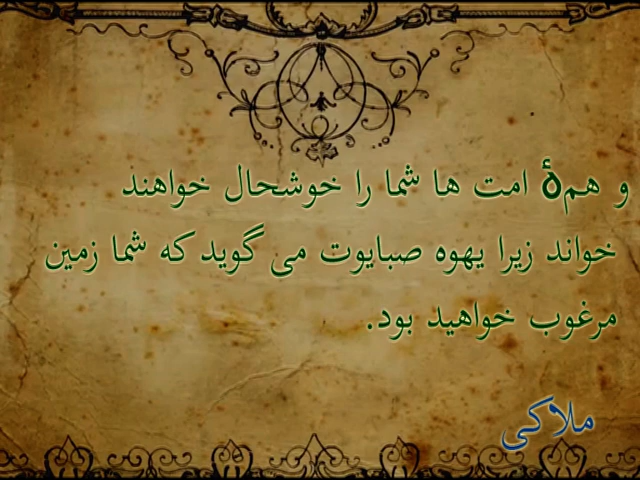 و همۀ امت ها شما را خوشحال خواهند
خواند زیرا یهوه صبایوت می گوید که شما زمین
مرغوب خواهید بود.
ملاکی